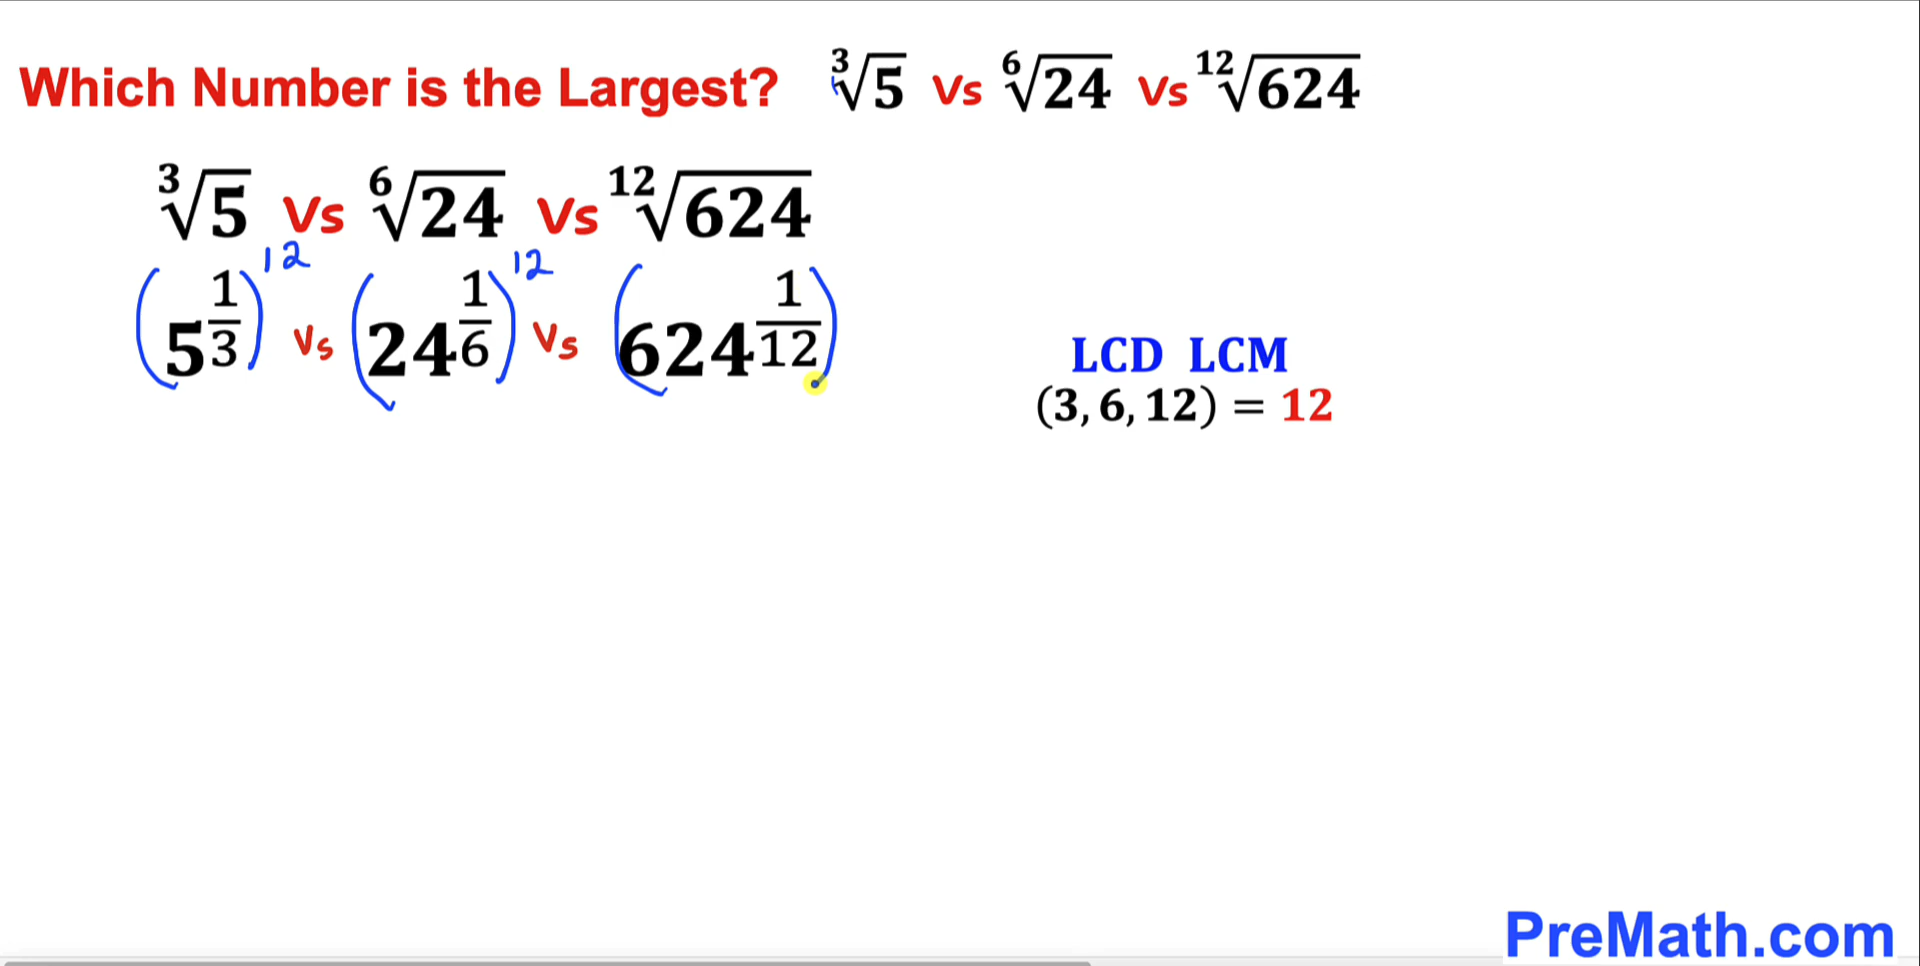 Which Number is the Largest? ∛5 Vs ⁶√24 Vs ¹²√624
∛5 Vs ⁶√24 Vs ¹²√624
(5^(1/3))^12 Vs (24^(1/6))^12 Vs (624^(1/12))
LCD LCM
(3, 6, 12) = 12
PreMath.com